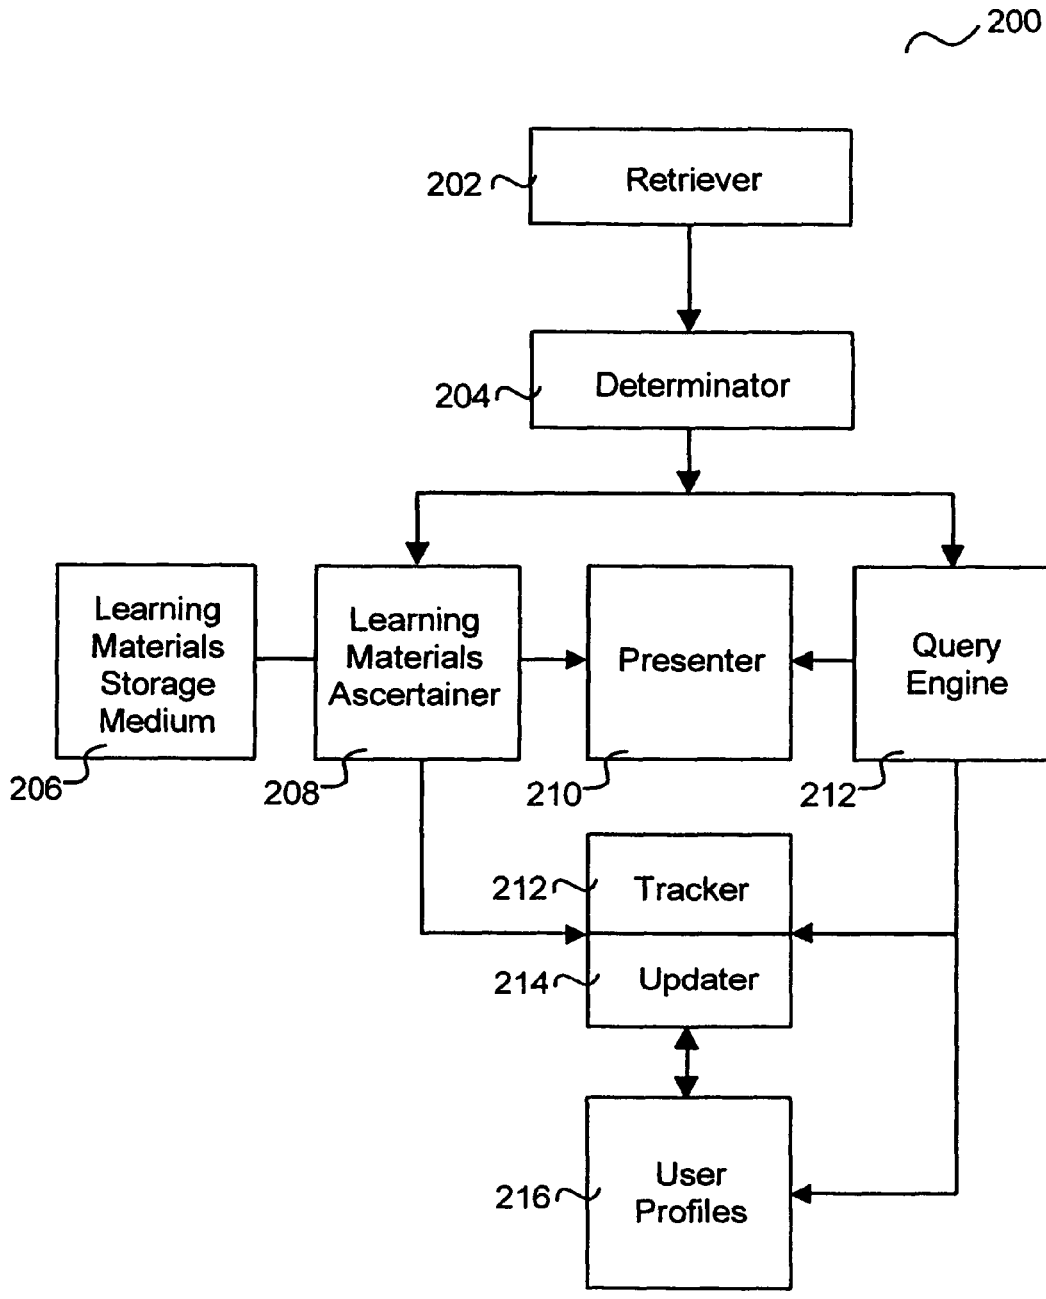 200
202
Retriever
204
Determinator
Learning
Materials
Storage
Medium
206
Learning
Materials
Ascertainer
208
Presenter
210
Query
Engine
212
212
Tracker
214
Updater
216
User
Profiles